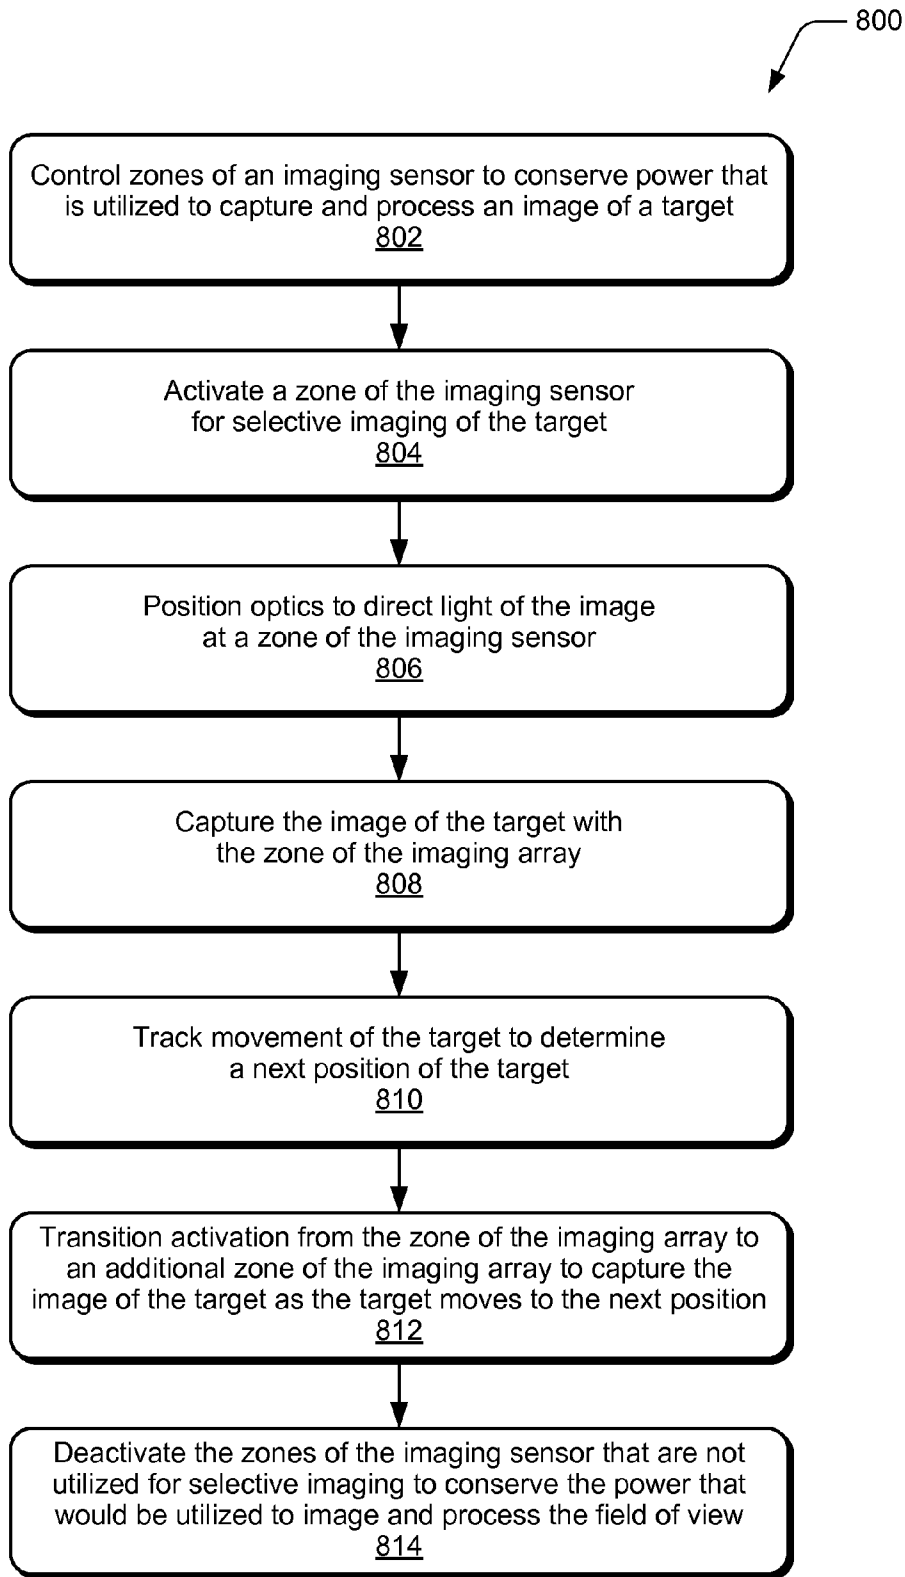 800
Control zones of an imaging sensor to conserve power that
is utilized to capture and process an image of a target
802
Activate a zone of the imaging sensor
for selective imaging of the target
804
Position optics to direct light of the image
at a zone of the imaging sensor
806
Capture the image of the target with
the zone of the imaging array
808
Track movement of the target to determine
a next position of the target
810
Transition activation from the zone of the imaging array to
an additional zone of the imaging array to capture the
image of the target as the target moves to the next position
812
Deactivate the zones of the imaging sensor that are not
utilized for selective imaging to conserve the power that
would be utilized to image and process the field of view
814